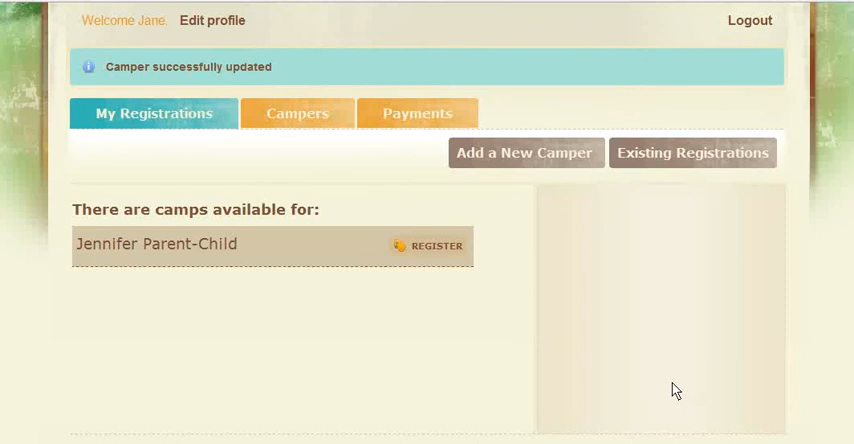 Welcome Jane Edit profile Logout
Camper successfully updated
My Registrations Campers Payments
Add a New Camper Existing Registrations
There are camps available for:
Jennifer Parent-Child REGISTER